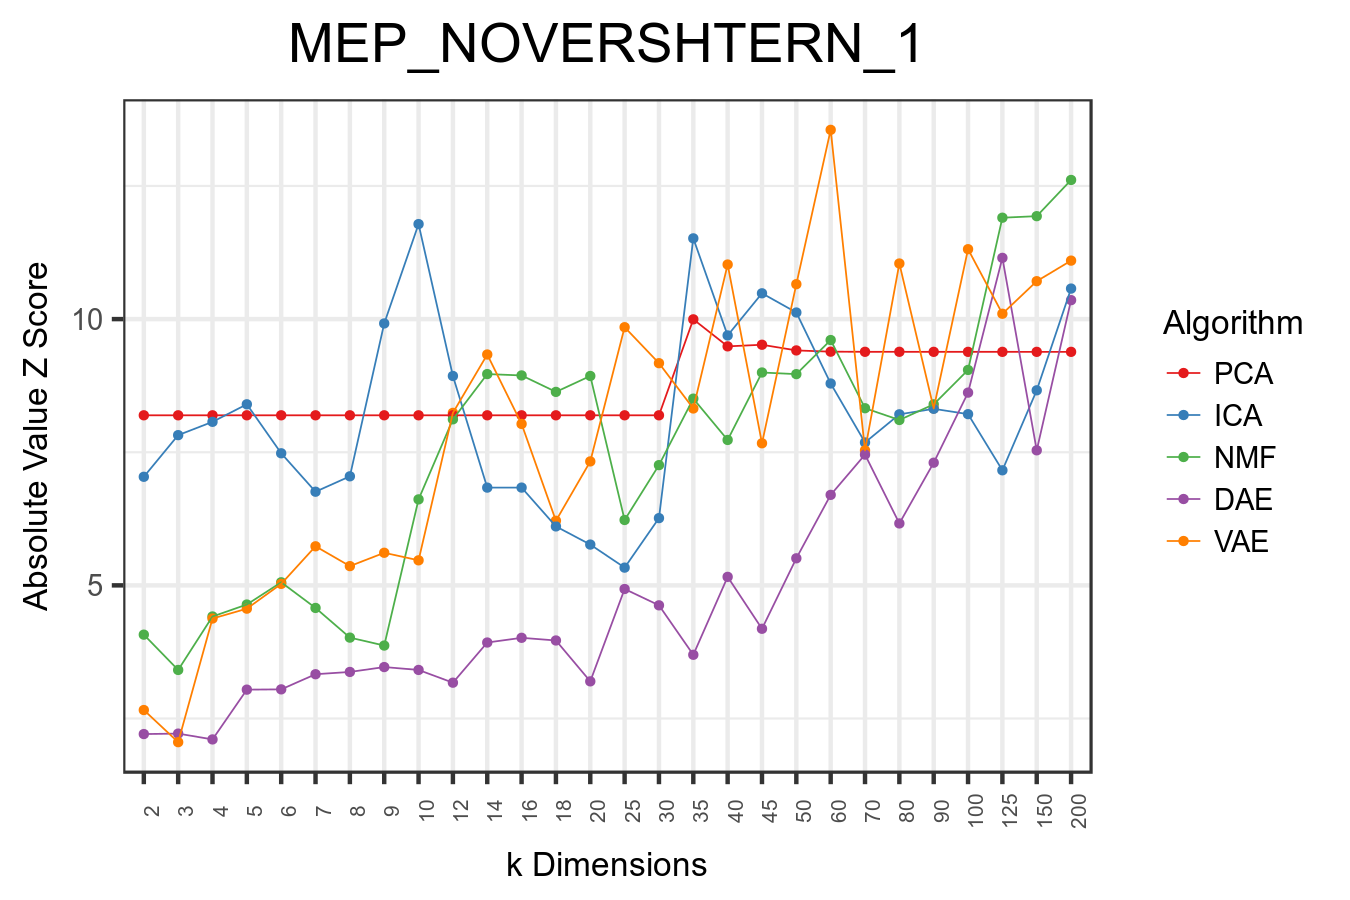 MEP_NOVERSHTERN_1
Absolute Value Z Score
10
5
2 3 4 5 6 7 8 9 10 12 14 16 18 20 25 30 35 40 45 50 60 70 80 90 100 125 150 200
k Dimensions
Algorithm
PCA
ICA
NMF
DAE
VAE